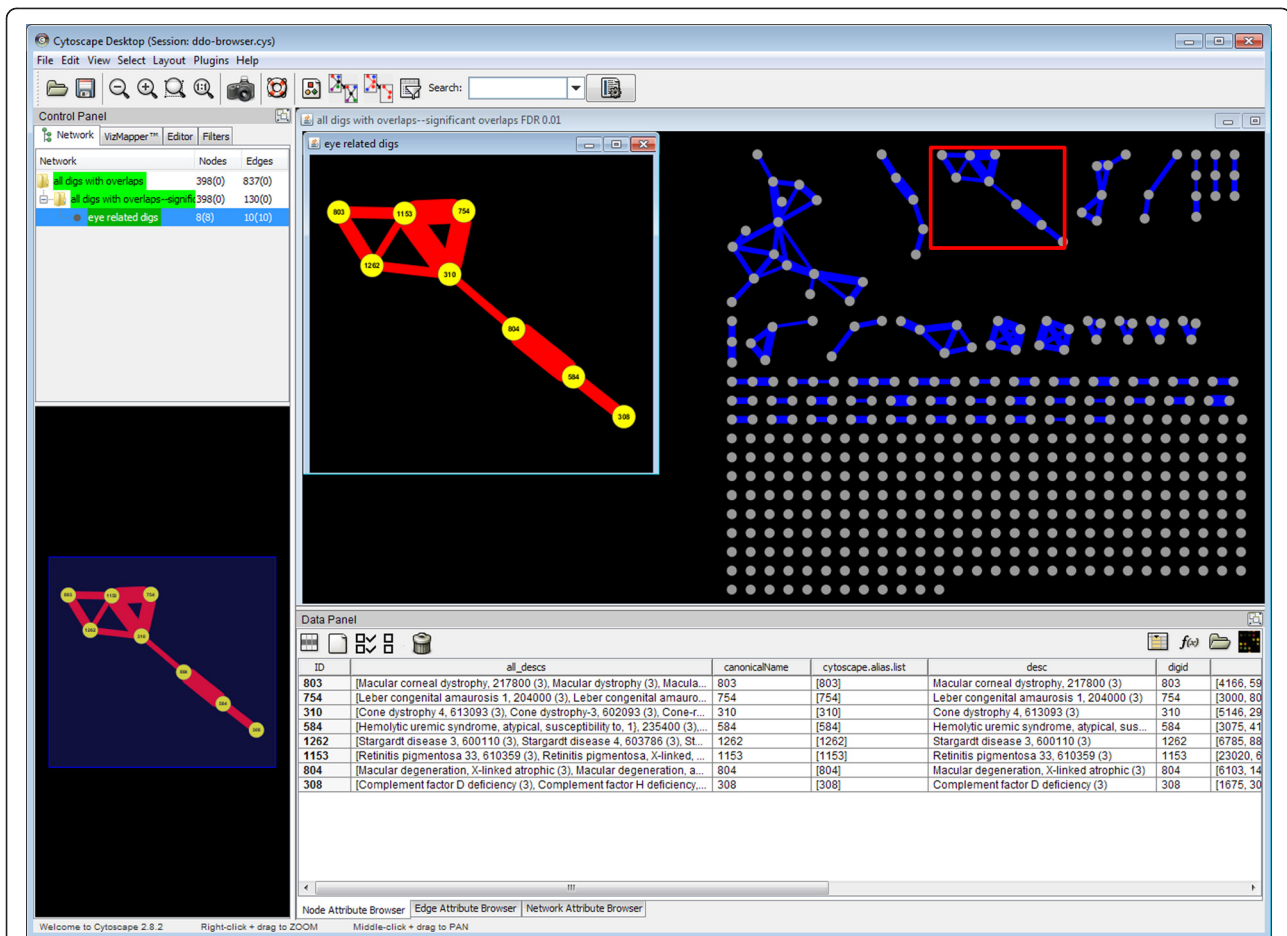 Cytoscape Desktop (Session: ddo-browser.cys)
File Edit View Select Layout Plugins Help
Search:
Control Panel
Network VizMapper™ Editor Filters
Network Nodes Edges
all digs with overlaps 398(0) 837(0)
all digs with overlaps--signific 398(0) 130(0)
eye related digs 8(8) 10(10)
all digs with overlaps--significant overlaps FDR 0.01
eye related digs
803 1153 754
1262 310
804
584
308
803 1153 754
1262 310
804
584
308
Data Panel
f(x)
ID all_descs canonicalName cytoscape.alias.list desc digid
803 [Macular corneal dystrophy, 217800 (3), Macular dystrophy (3), Macula... 803 [803] Macular corneal dystrophy, 217800 (3) 803 [4166, 59
754 [Leber congenital amaurosis 1, 204000 (3), Leber congenital amauro... 754 [754] Leber congenital amaurosis 1, 204000 (3) 754 [3000, 80
310 [Cone dystrophy 4, 613093 (3), Cone dystrophy-3, 602093 (3), Cone-r... 310 [310] Cone dystrophy 4, 613093 (3) 310 [5146, 29
584 [Hemolytic uremic syndrome, atypical, susceptibility to, 1}, 235400 (3),... 584 [584] Hemolytic uremic syndrome, atypical, sus... 584 [3075, 41
1262 [Stargardt disease 3, 600110 (3), Stargardt disease 4, 603786 (3), St... 1262 [1262] Stargardt disease 3, 600110 (3) 1262 [6785, 88
1153 [Retinitis pigmentosa 33, 610359 (3), Retinitis pigmentosa, X-linked, ... 1153 [1153] Retinitis pigmentosa 33, 610359 (3) 1153 [23020, 6
804 [Macular degeneration, X-linked atrophic (3), Macular degeneration, a... 804 [804] Macular degeneration, X-linked atrophic (3) 804 [6103, 14
308 [Complement factor D deficiency (3), Complement factor H deficiency,... 308 [308] Complement factor D deficiency (3) 308 [1675, 30
Node Attribute Browser Edge Attribute Browser Network Attribute Browser
Welcome to Cytoscape 2.8.2 Right-click + drag to ZOOM Middle-click + drag to PAN